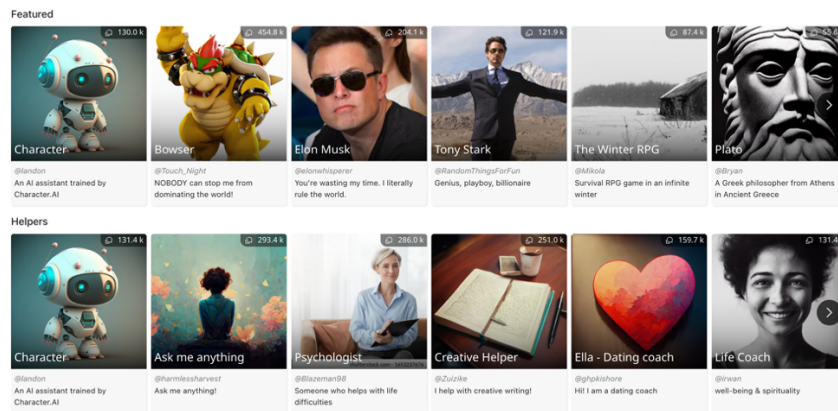 Featured
130.0 k
454.8 k
204.1 k
121.9 k
87.4 k
Character
Bowser
Elon Musk
Tony Stark
The Winter RPG
Plato
@landon
@Touch_Night
@elonwhisperer
@RandomThingsForFun
@Mikola
@Bryan
An AI assistant trained by
Character.AI
NOBODY can stop me from
dominating the world!
You're wasting my time. I literally
rule the world.
Genius, playboy, billionaire
Survival RPG game in an infinite
winter
A Greek philosopher from Athens
in Ancient Greece
Helpers
131.4 k
293.4 k
286.0 k
251.0 k
159.7 k
131.4
Character
Ask me anything
Psychologist
Creative Helper
Ella - Dating coach
Life Coach
@landon
@harmlessharvest
@Blazeman98
@Zuizike
@ghpkishore
@irwan
An AI assistant trained by
Character.AI
Ask me anything!
Someone who helps with life
difficulties
I help with creative writing!
Hi! I am a dating coach
well-being & spirituality